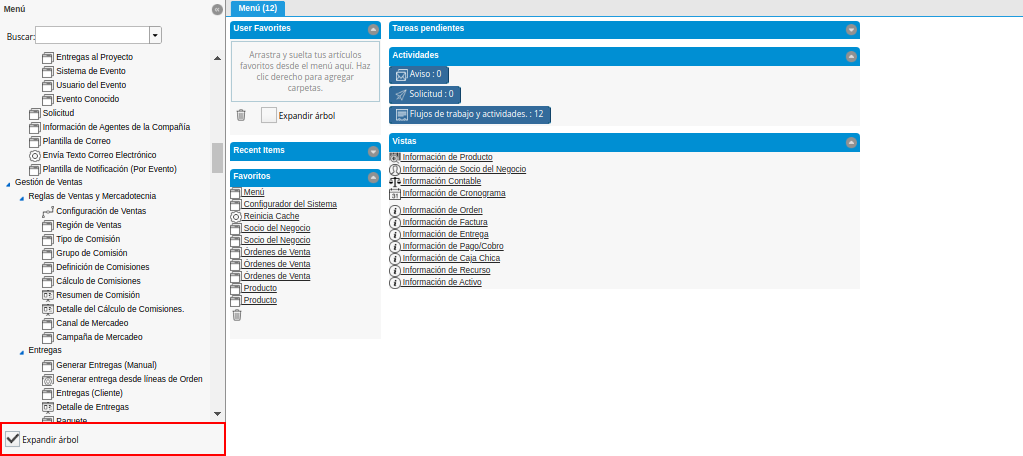 Menú
Buscar:
Entregas al Proyecto
Sistema de Evento
Usuario del Evento
Evento Conocido
Solicitud
Información de Agentes de la Compañía
Plantilla de Correo
Envía Texto Correo Electrónico
Plantilla de Notificación (Por Evento)
Gestión de Ventas
Reglas de Ventas y Mercadotecnia
Configuración de Ventas
Región de Ventas
Tipo de Comisión
Grupo de Comisión
Definición de Comisiones
Cálculo de Comisiones
Resumen de Comisión
Detalle del Cálculo de Comisiones.
Canal de Mercadeo
Campaña de Mercadeo
Entregas
Generar Entregas (Manual)
Generar entrega desde líneas de Orden
Entregas (Cliente)
Detalle de Entregas
Paquete
Expandir árbol
Menú (12)
User Favorites
Arrastra y suelta tus artículos
favoritos desde el menú aquí. Haz
clic derecho para agregar
carpetas.
Expandir árbol
Recent Items
Favoritos
Menú
Configurador del Sistema
Reinicia Cache
Socio del Negocio
Socio del Negocio
Órdenes de Venta
Órdenes de Venta
Órdenes de Venta
Producto
Producto
Tareas pendientes
Actividades
Aviso : 0
Solicitud : 0
Flujos de trabajo y actividades. : 12
Vistas
Información de Producto
Información de Socio del Negocio
Información Contable
Información de Cronograma
Información de Orden
Información de Factura
Información de Entrega
Información de Pago/Cobro
Información de Caja Chica
Información de Recurso
Información de Activo